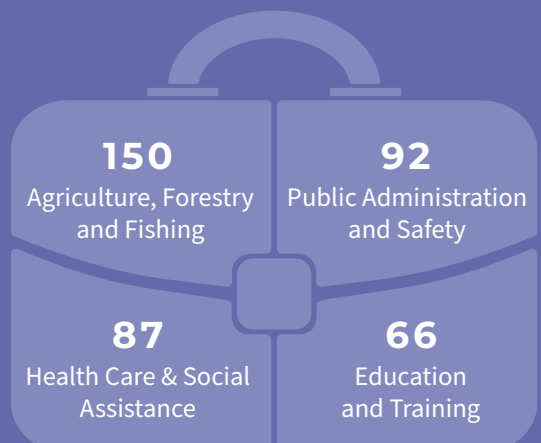 150
Agriculture, Forestry
and Fishing
92
Public Administration
and Safety
87
Health Care & Social
Assistance
66
Education
and Training